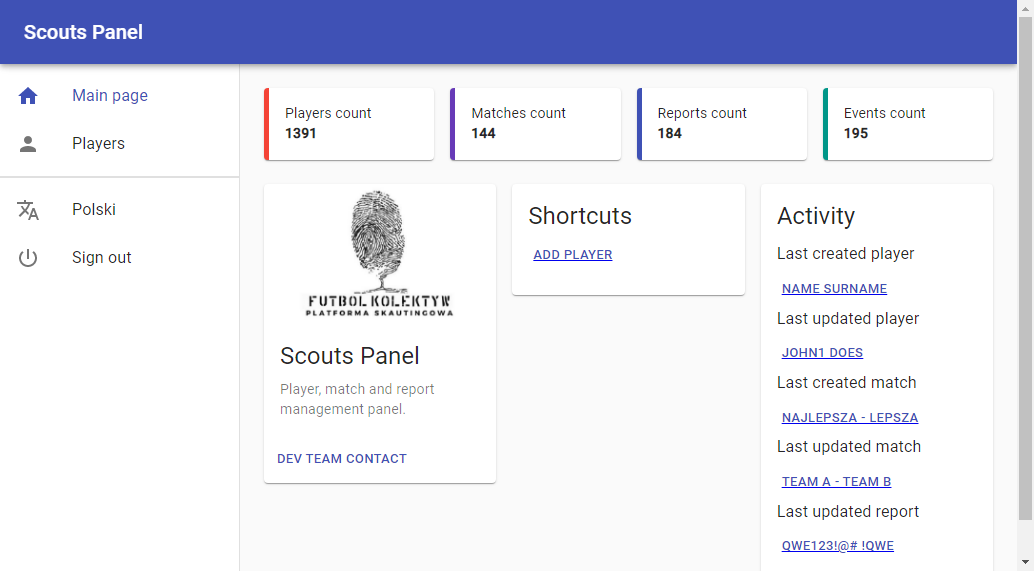 Scouts Panel
Main page
Players
Polski
Sign out
Players count
1391
Matches count
144
Reports count
184
Events count
195
FUTBOL KOLEKTYW
PLATFORMA SKAUTINGOWA
Scouts Panel
Player, match and report
management panel.
DEV TEAM CONTACT
Shortcuts
ADD PLAYER
Activity
Last created player
NAME SURNAME
Last updated player
JOHN1 DOES
Last created match
NAJLEPSZA - LEPSZA
Last updated match
TEAM A - TEAM B
Last updated report
QWE123!@# !QWE